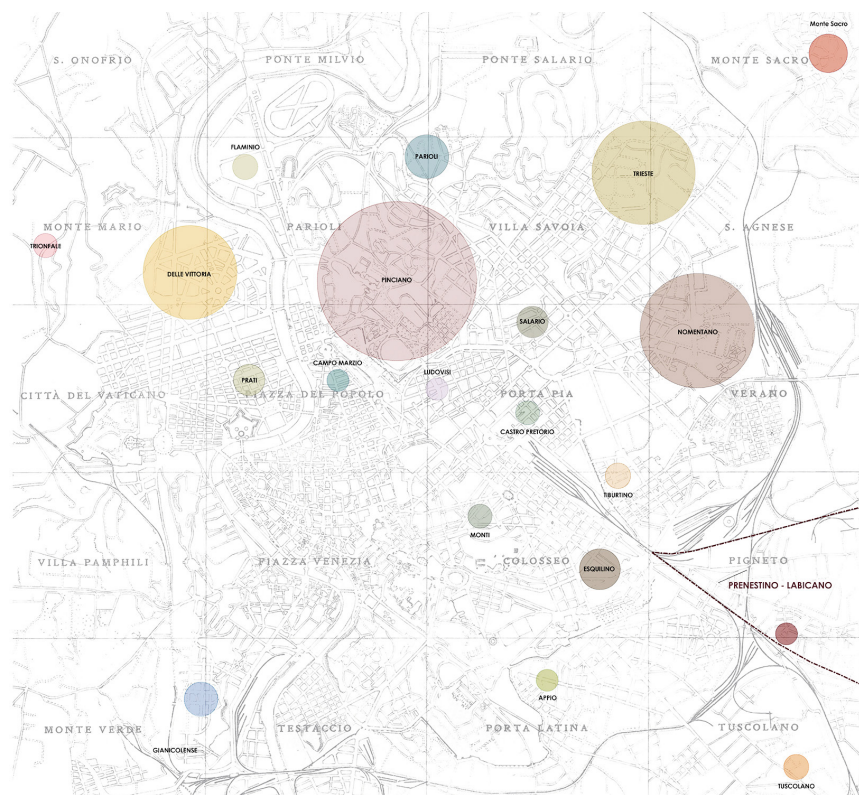 Monte Sacro
S. ONOFRIO
PONTE MILVIO
PONTE SALARIO
MONTE SACRO
FLAMINIO
PARIOLI
TRIESTE
MONTE MARIO
PARIOLI
VILLA SAVOIA
S. AGNESE
TRIONFALE
DELLE VITTORIA
PINCIANO
SALARIO
NOMENTANO
CAMPO MARZIO
LUDOVISI
PRATI
CITTÀ DEL VATICANO
PIAZZA DEL POPOLO
PORTA PIA
VERANO
CASTRO PRETORIO
TIBURTINO
MONTI
VILLA PAMPHILI
PIAZZA VENEZIA
COLOSSEO
PIGNETO
ESQUILINO
PRENESTINO - LABICANO
APPIO
MONTE VERDE
TESTACCIO
PORTA LATINA
TUSCOLANO
GIANICOLENSE
TUSCOLANO